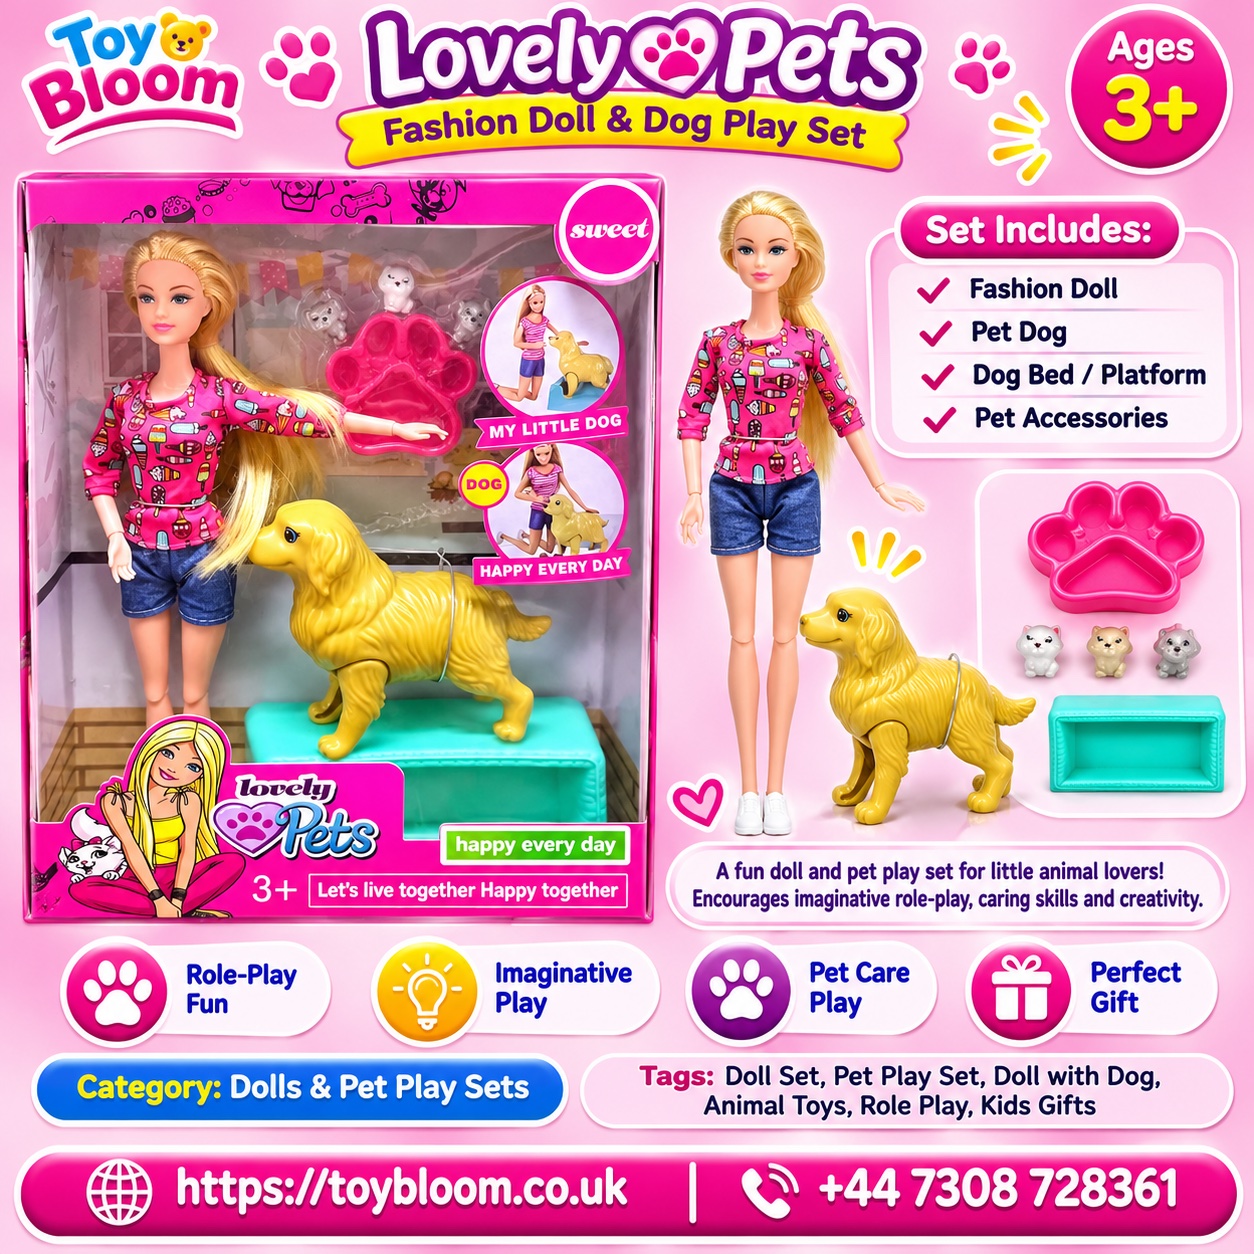 Toy
Bloom
Lovely Pets
Fashion Doll & Dog Play Set
Ages
3+
sweet
MY LITTLE DOG
DOG
HAPPY EVERY DAY
lovely
Pets
happy every day
3+
Let's live together Happy together
Set Includes:
Fashion Doll
Pet Dog
Dog Bed / Platform
Pet Accessories
A fun doll and pet play set for little animal lovers!
Encourages imaginative role-play, caring skills and creativity.
Role-Play
Fun
Imaginative
Play
Pet Care
Play
Perfect
Gift
Category: Dolls & Pet Play Sets
Tags: Doll Set, Pet Play Set, Doll with Dog,
Animal Toys, Role Play, Kids Gifts
https://toybloom.co.uk
+44 7308 728361